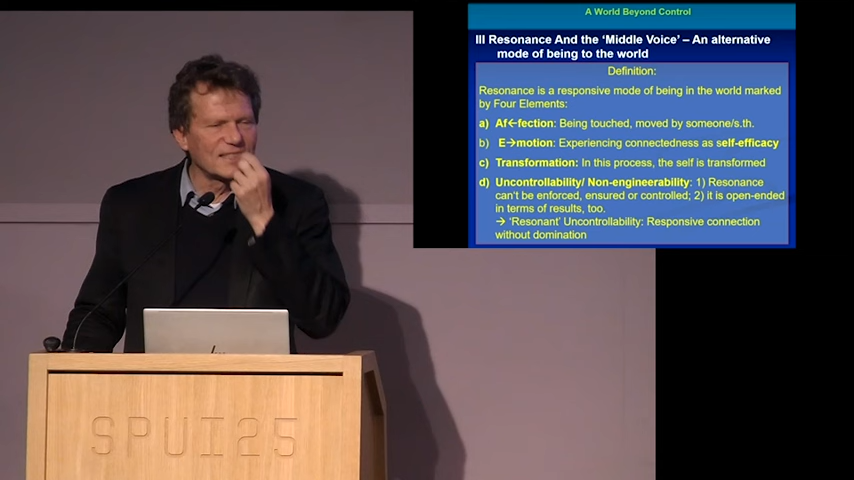 A World Beyond Control
III Resonance And the ‘Middle Voice’ – An alternative
mode of being to the world
Definition:
Resonance is a responsive mode of being in the world marked
by Four Elements:
a) Af←fection: Being touched, moved by someone/s.th.
b) E→motion: Experiencing connectedness as self-efficacy
c) Transformation: In this process, the self is transformed
d) Uncontrollability/ Non-engineerability: 1) Resonance
can’t be enforced, ensured or controlled; 2) it is open-ended
in terms of results, too.
→ ‘Resonant’ Uncontrollability: Responsive connection
without domination
SPUI25